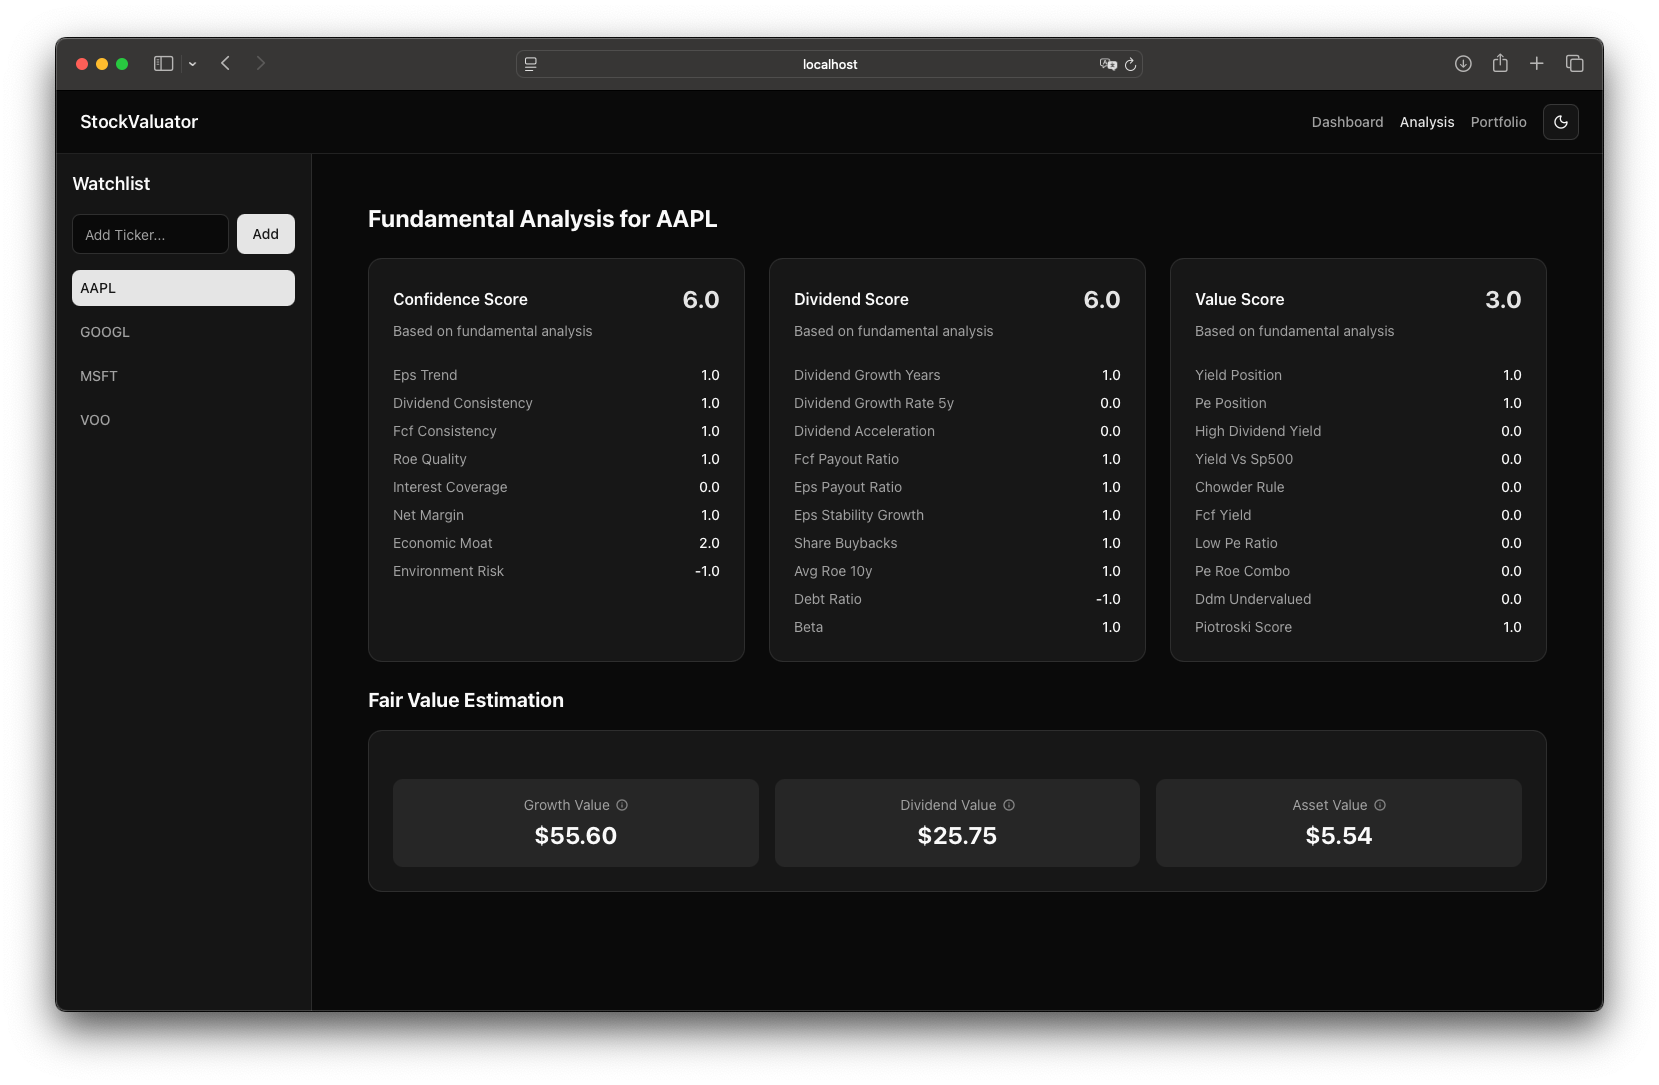 localhost
StockValuator
Dashboard Analysis Portfolio
Watchlist
Add Ticker...
Add
AAPL
GOOGL
MSFT
VOO
Fundamental Analysis for AAPL
Confidence Score 6.0
Based on fundamental analysis
Eps Trend 1.0
Dividend Consistency 1.0
Fcf Consistency 1.0
Roe Quality 1.0
Interest Coverage 0.0
Net Margin 1.0
Economic Moat 2.0
Environment Risk -1.0
Dividend Score 6.0
Based on fundamental analysis
Dividend Growth Years 1.0
Dividend Growth Rate 5y 0.0
Dividend Acceleration 0.0
Fcf Payout Ratio 1.0
Eps Payout Ratio 1.0
Eps Stability Growth 1.0
Share Buybacks 1.0
Avg Roe 10y 1.0
Debt Ratio -1.0
Beta 1.0
Value Score 3.0
Based on fundamental analysis
Yield Position 1.0
Pe Position 1.0
High Dividend Yield 0.0
Yield Vs Sp500 0.0
Chowder Rule 0.0
Fcf Yield 0.0
Low Pe Ratio 0.0
Pe Roe Combo 0.0
Ddm Undervalued 0.0
Piotroski Score 1.0
Fair Value Estimation
Growth Value
$55.60
Dividend Value
$25.75
Asset Value
$5.54